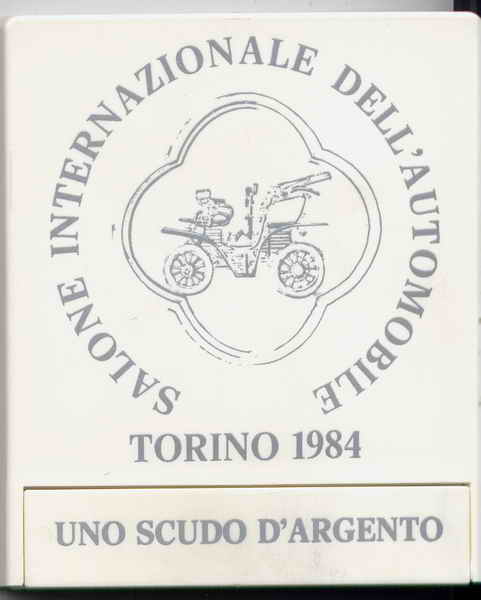 SALONE INTERNAZIONALE DELL'AUTOMOBILE
TORINO 1984
UNO SCUDO D'ARGENTO